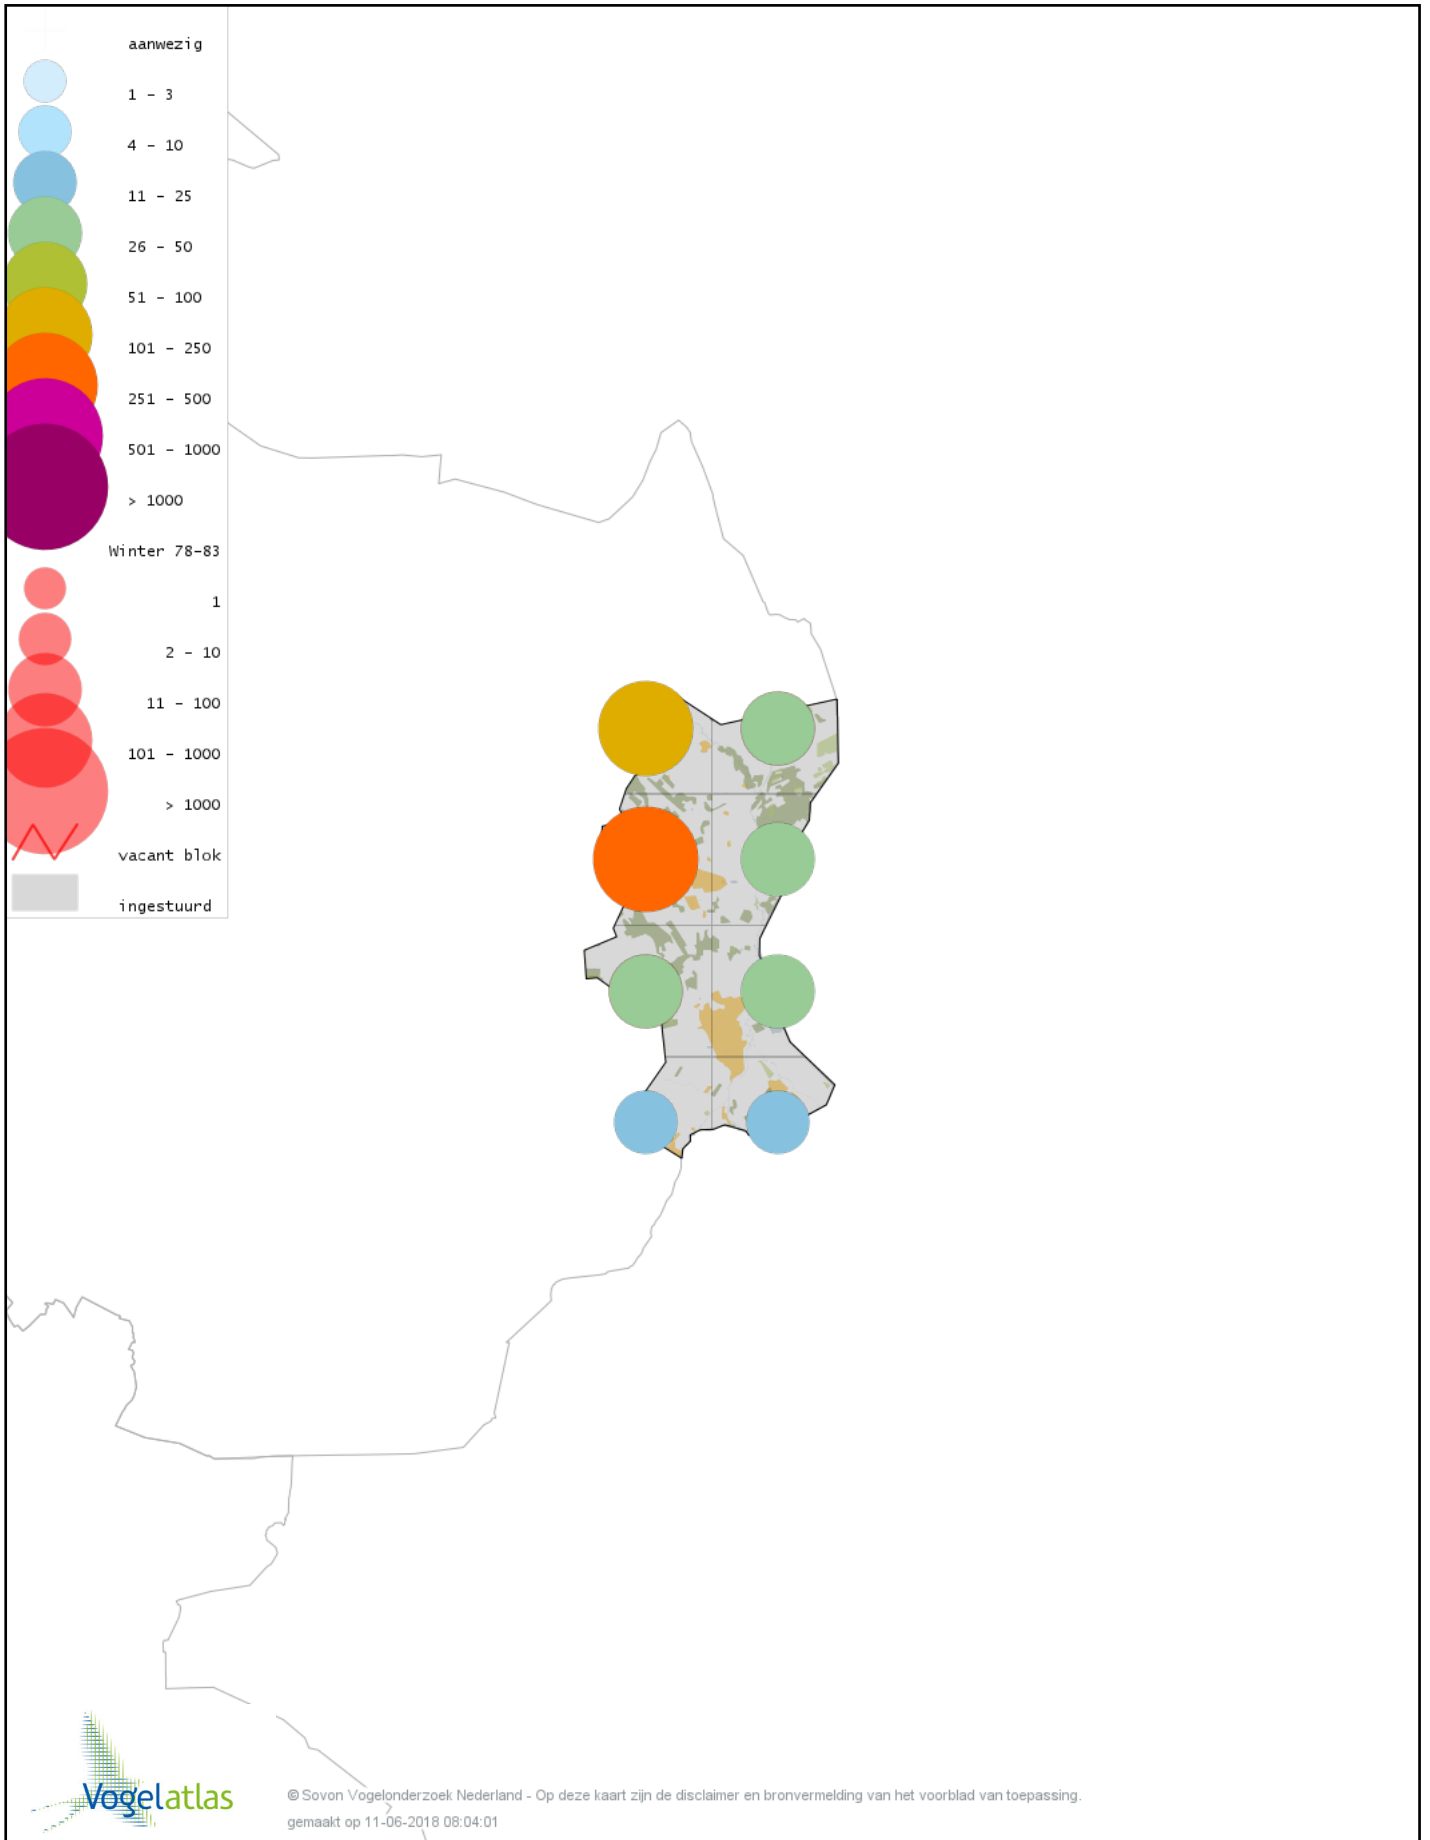 aanwezig
1 - 3
4 - 10
11 - 25
26 - 50
51 - 100
101 - 250
251 - 500
501 - 1000
> 1000
Winter 78-83
1
2 - 10
11 - 100
101 - 1000
> 1000
vacant blok
ingestuurd
Vogelatlas
© Sovon Vogelonderzoek Nederland - Op deze kaart zijn de disclaimer en bronvermelding van het voorblad van toepassing.
gemaakt op 11-06-2018 08:04:01